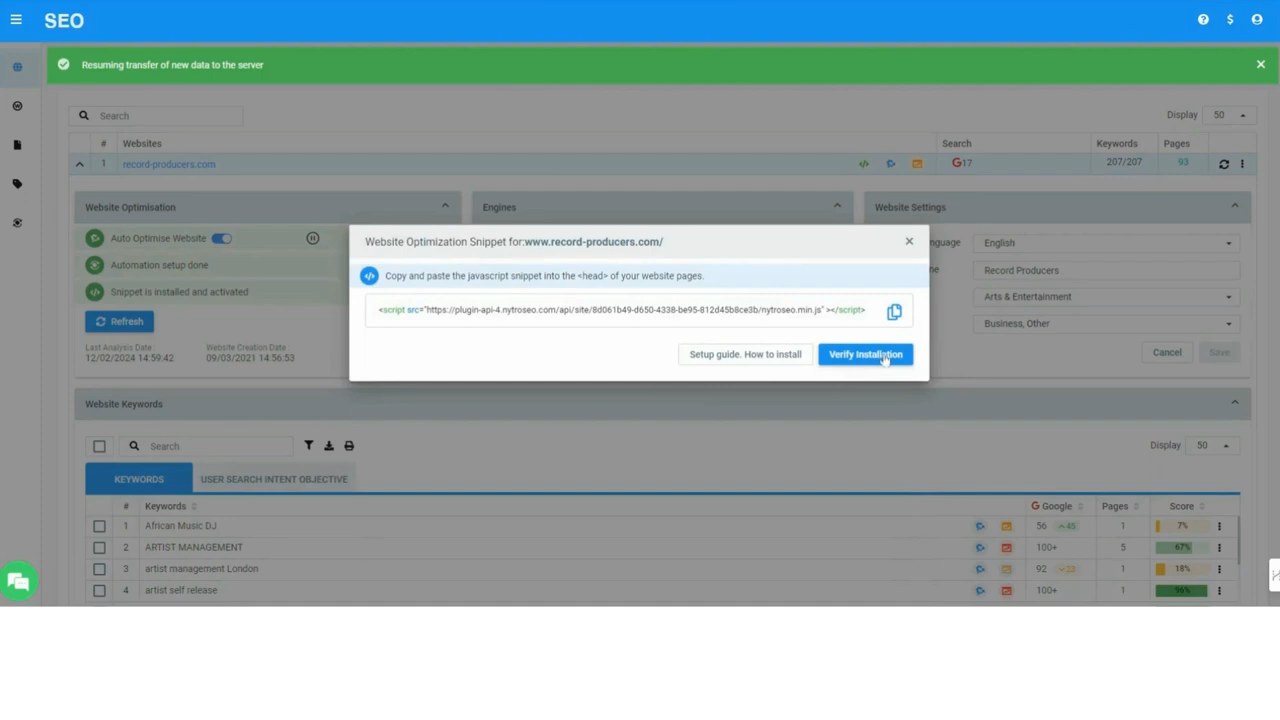 SEO
Resuming transfer of new data to the server
Search
Display 50
# Websites Search Keywords Pages
1 record-producers.com G17 207/207 93
Website Optimisation
Engines
Website Settings
Auto Optimise Website
Automation setup done
Snippet is installed and activated
Refresh
Last Analysis Date :
12/02/2024 14:59:42
Website Creation Date :
09/03/2021 14:56:53
Website Optimization Snippet for:www.record-producers.com/
Copy and paste the javascript snippet into the <head> of your website pages.
<script src="https://plugin-api-4.nytroseo.com/api/site/8d061b49-d650-4338-be95-812d45b8ce3b/nytroseo.min.js" ></script>
Setup guide. How to install
Verify Installation
English
Record Producers
Arts & Entertainment
Business, Other
Cancel
Save
Website Keywords
Search
Display 50
KEYWORDS
USER SEARCH INTENT OBJECTIVE
# Keywords Google Pages Score
1 African Music DJ 56 45 1 7%
2 ARTIST MANAGEMENT 100+ 5 67%
3 artist management London 92 1 18%
4 artist self release 100+ 1 96%